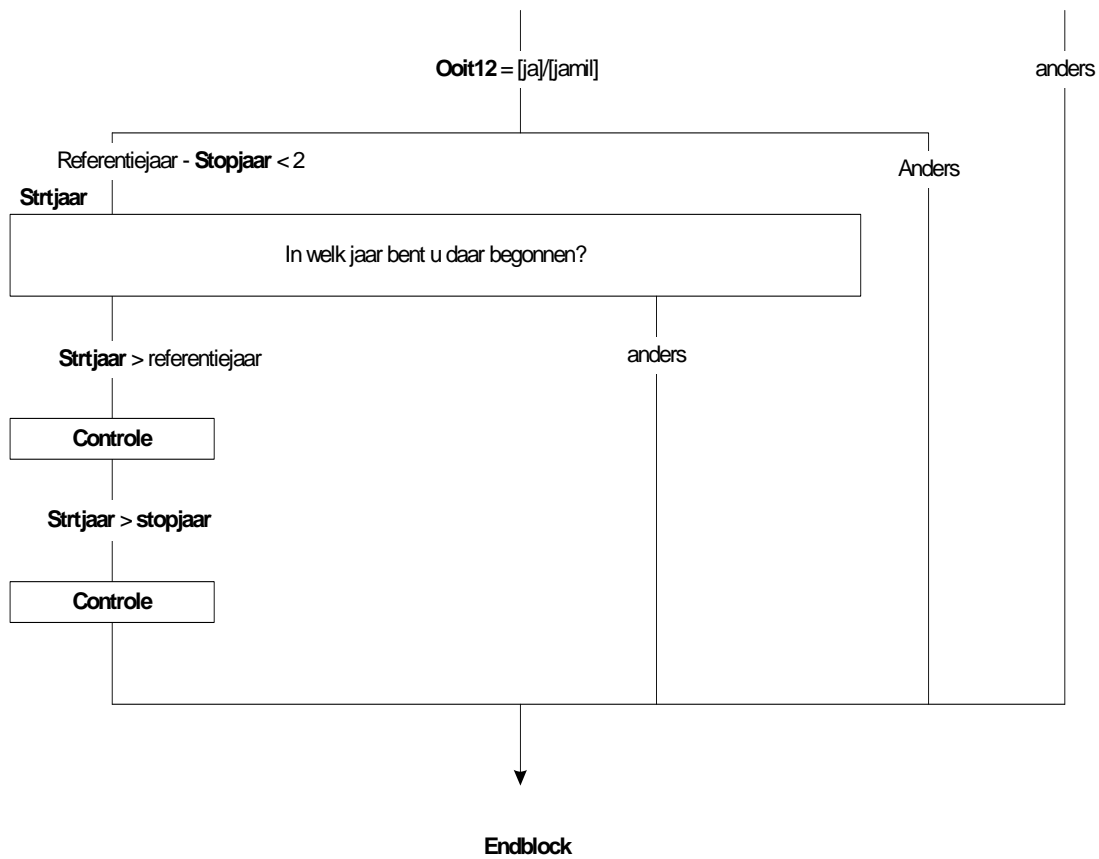 Ooit12 = [ja]/[jamil]
anders
Referentiejaar - Stopjaar < 2
Anders
Strtjaar
In welk jaar bent u daar begonnen?
Strtjaar > referentiejaar
anders
Controle
Strtjaar > stopjaar
Controle
Endblock